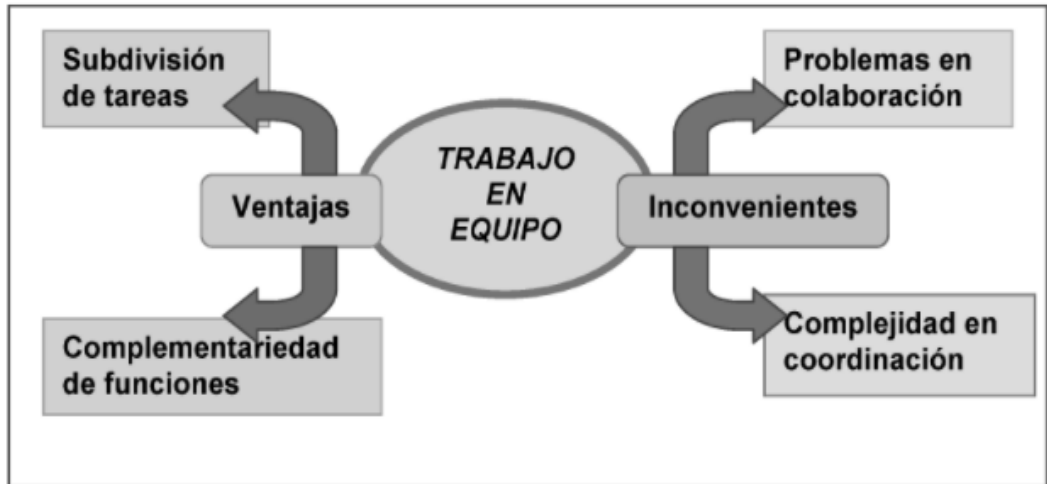 Subdivisión
de tareas
Problemas en
colaboración
TRABAJO
EN
EQUIPO
Ventajas
Inconvenientes
Complementariedad
de funciones
Complejidad en
coordinación